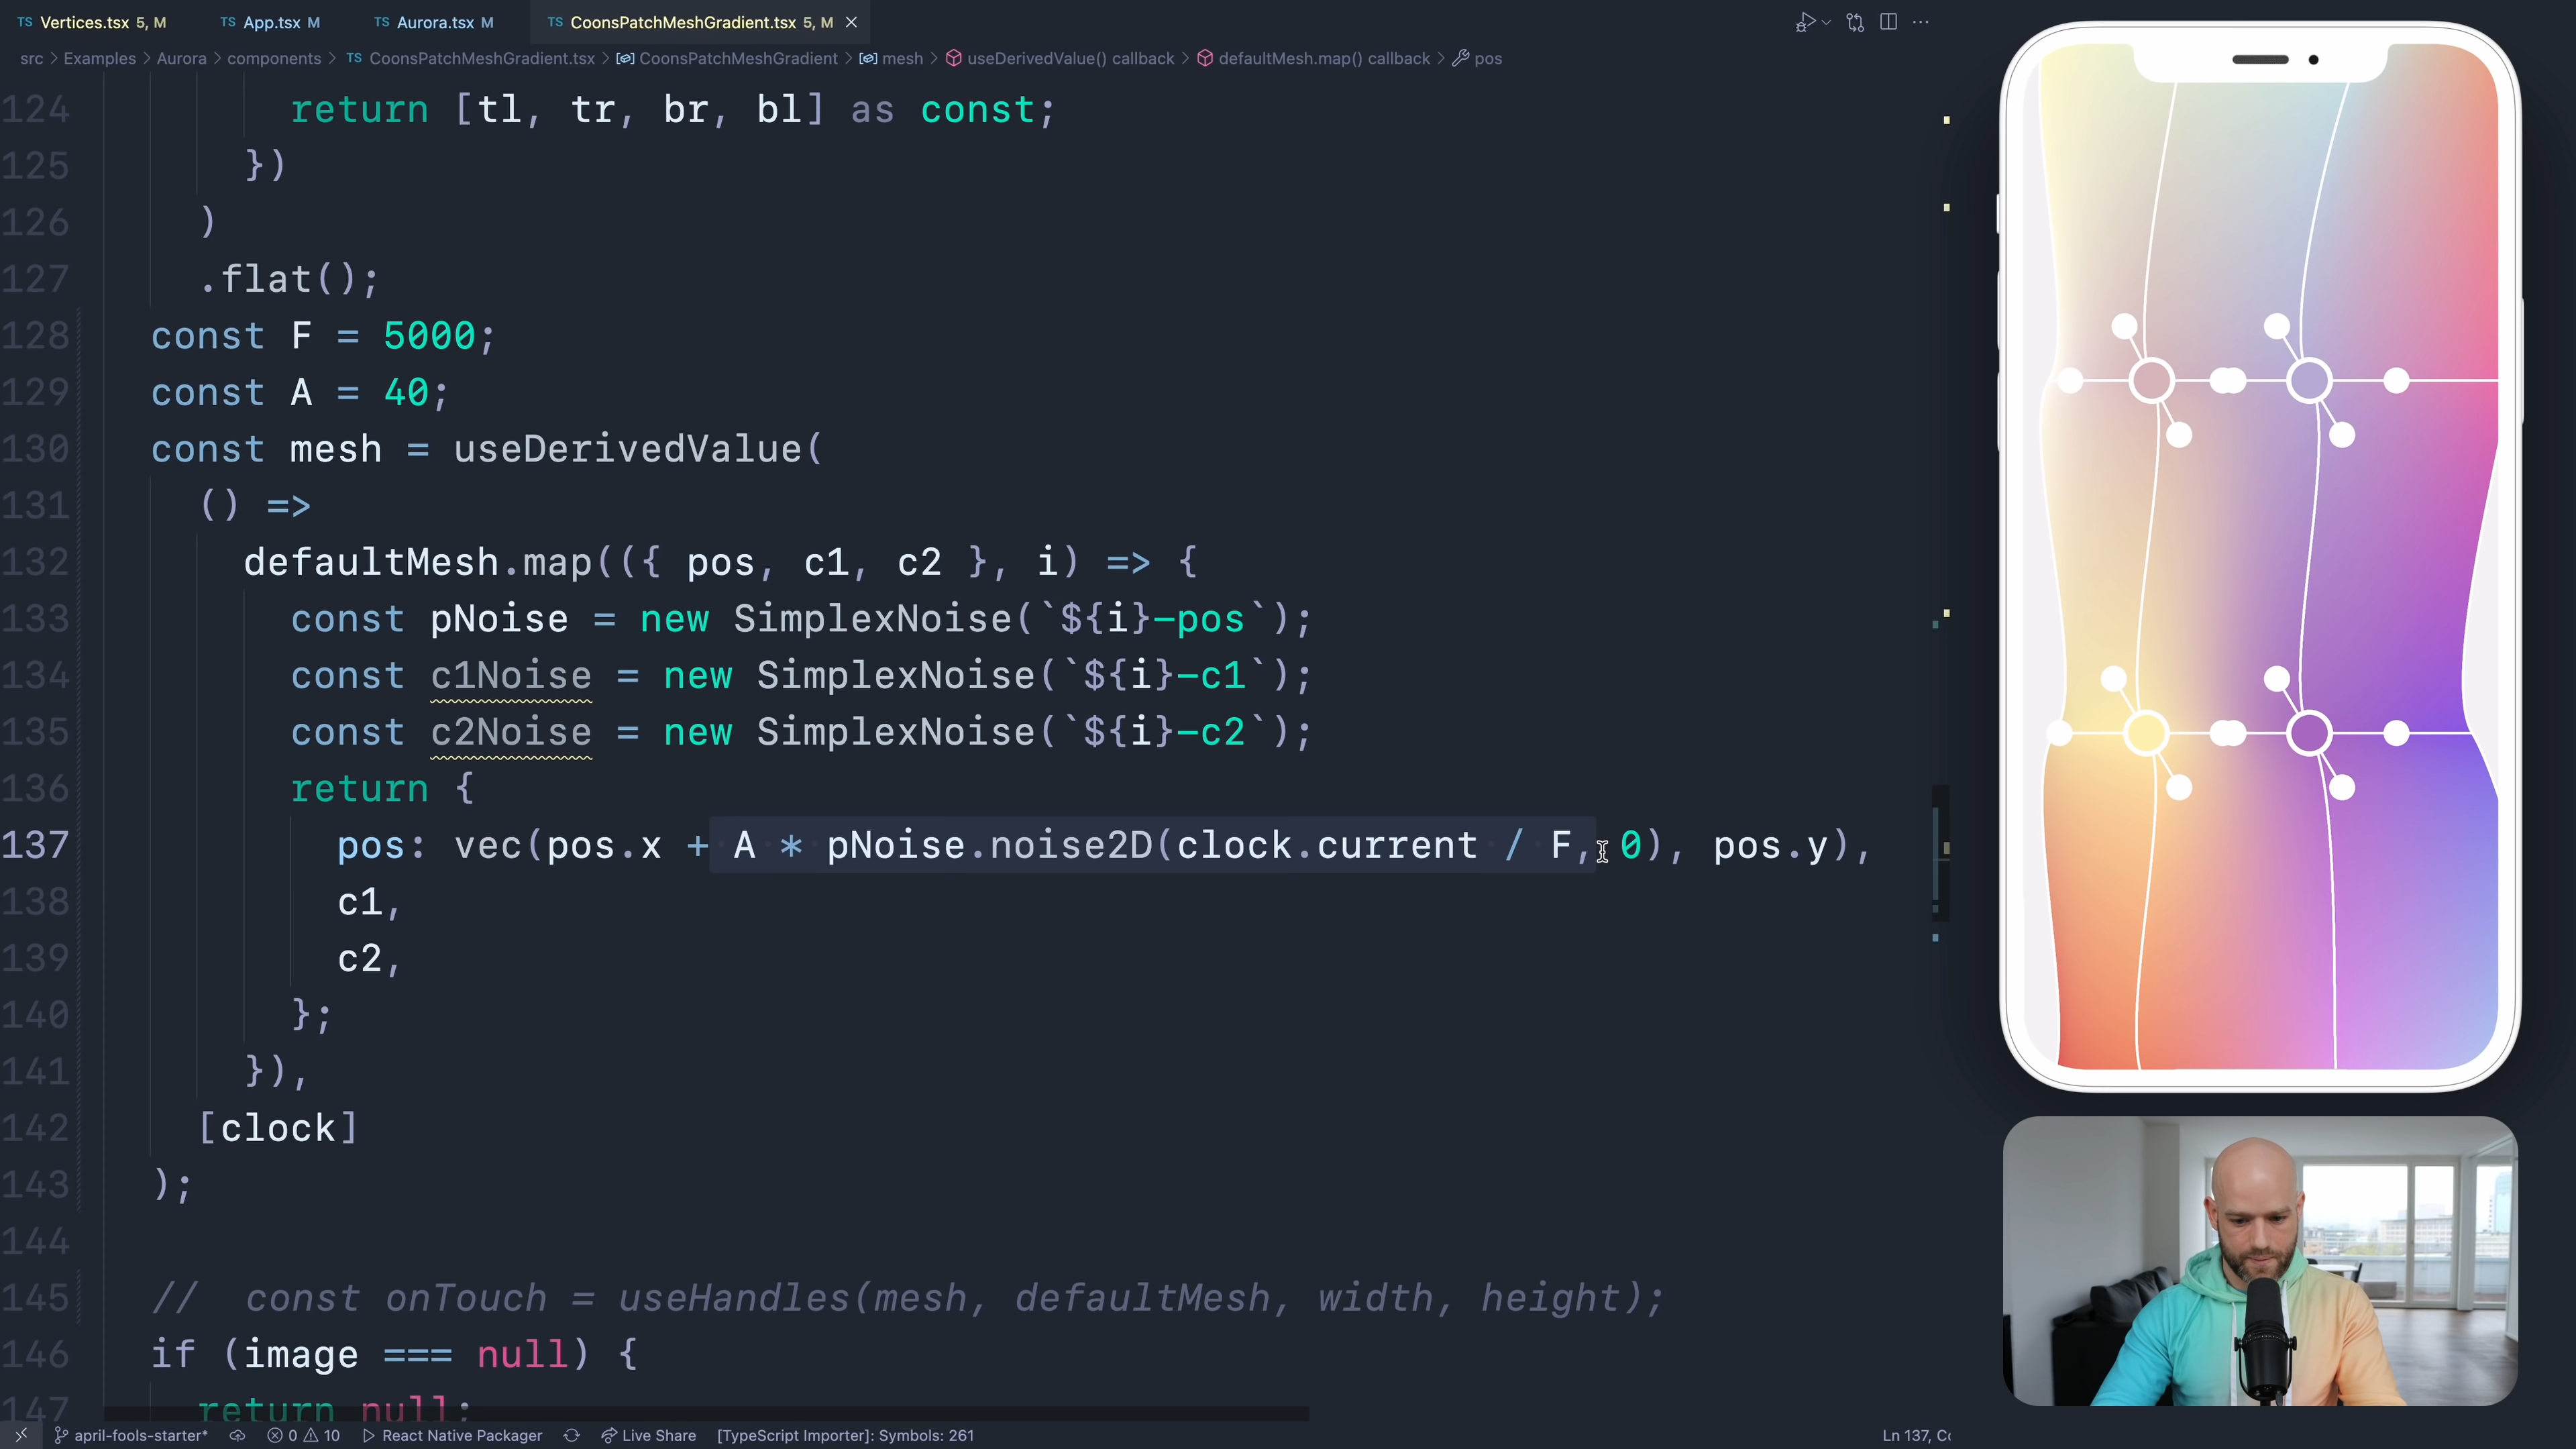 TS Vertices.tsx 5, M TS App.tsx M TS Aurora.tsx M TS CoonsPatchMeshGradient.tsx 5, M
src > Examples > Aurora > components > TS CoonsPatchMeshGradient.tsx > CoonsPatchMeshGradient > mesh > useDerivedValue() callback > defaultMesh.map() callback > pos
124 return [tl, tr, br, bl] as const;
125 })
126 )
127 .flat();
128 const F = 5000;
129 const A = 40;
130 const mesh = useDerivedValue(
131 () =>
132 defaultMesh.map(({ pos, c1, c2 }, i) => {
133 const pNoise = new SimplexNoise(`${i}-pos`);
134 const c1Noise = new SimplexNoise(`${i}-c1`);
135 const c2Noise = new SimplexNoise(`${i}-c2`);
136 return {
137 pos: vec(pos.x + A * pNoise.noise2D(clock.current / F, 0), pos.y),
138 c1,
139 c2,
140 };
141 }),
142 [clock]
143 );
144
145 // const onTouch = useHandles(mesh, defaultMesh, width, height);
146 if (image === null) {
147 return null;
april-fools-starter* 0 10 React Native Packager Live Share [TypeScript Importer]: Symbols: 261 Ln 137,